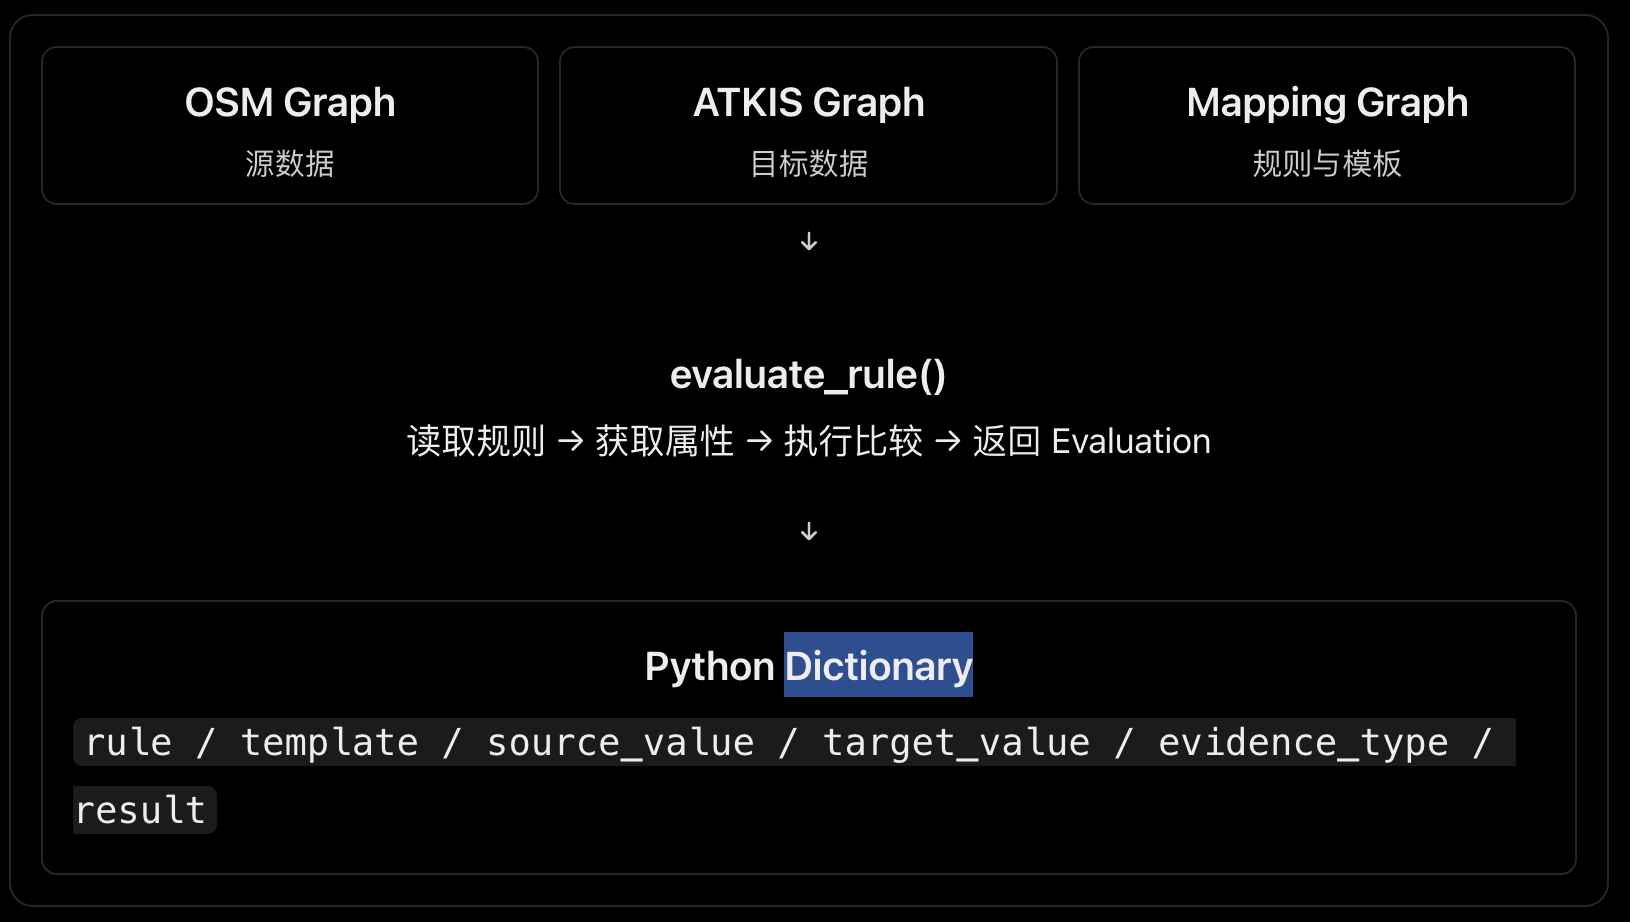 OSM Graph
源数据
ATKIS Graph
目标数据
Mapping Graph
规则与模板
↓
evaluate_rule()
读取规则 → 获取属性 → 执行比较 → 返回 Evaluation
↓
Python Dictionary
rule / template / source_value / target_value / evidence_type /
result